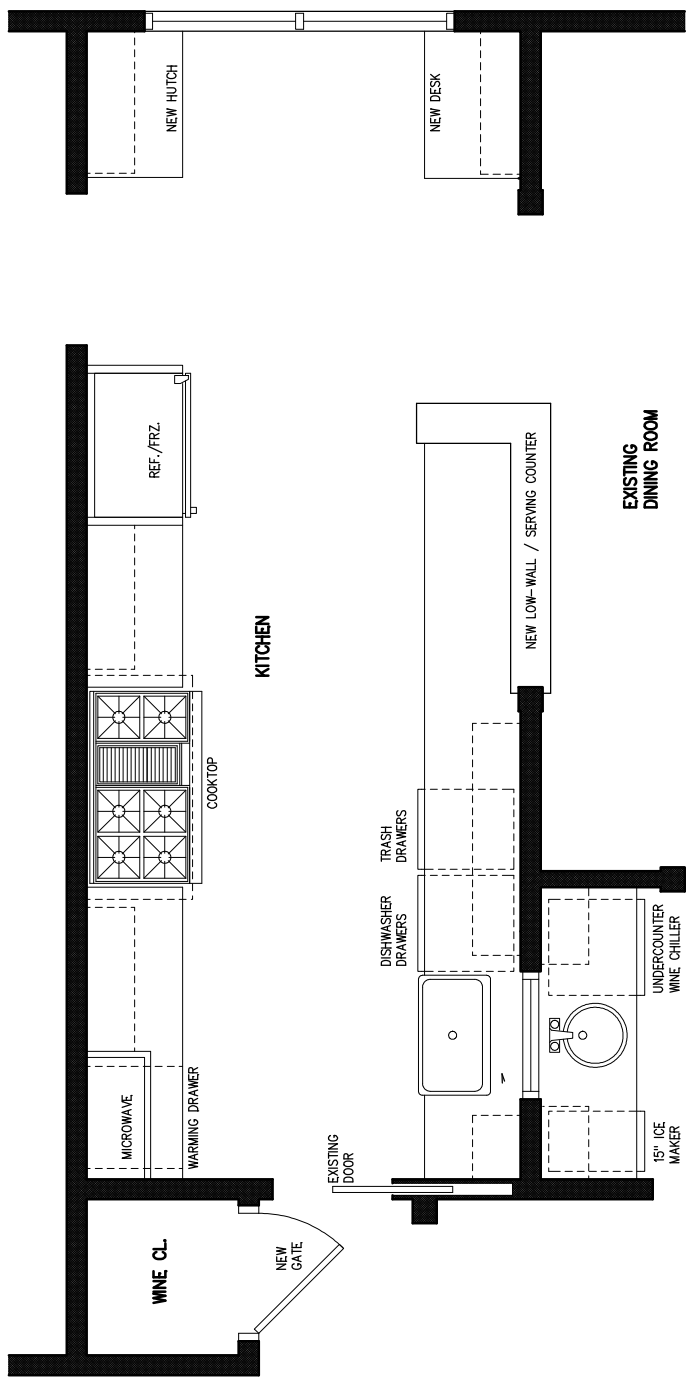 NEW HUTCH
NEW DESK
REF./FRZ.
NEW LOW-WALL / SERVING COUNTER
EXISTING
DINING ROOM
KITCHEN
COOKTOP
TRASH
DRAWERS
DISHWASHER
DRAWERS
UNDERCOUNTER
WINE CHILLER
MICROWAVE
WARMING DRAWER
15" ICE
MAKER
EXISTING
DOOR
WINE CL.
NEW
GATE